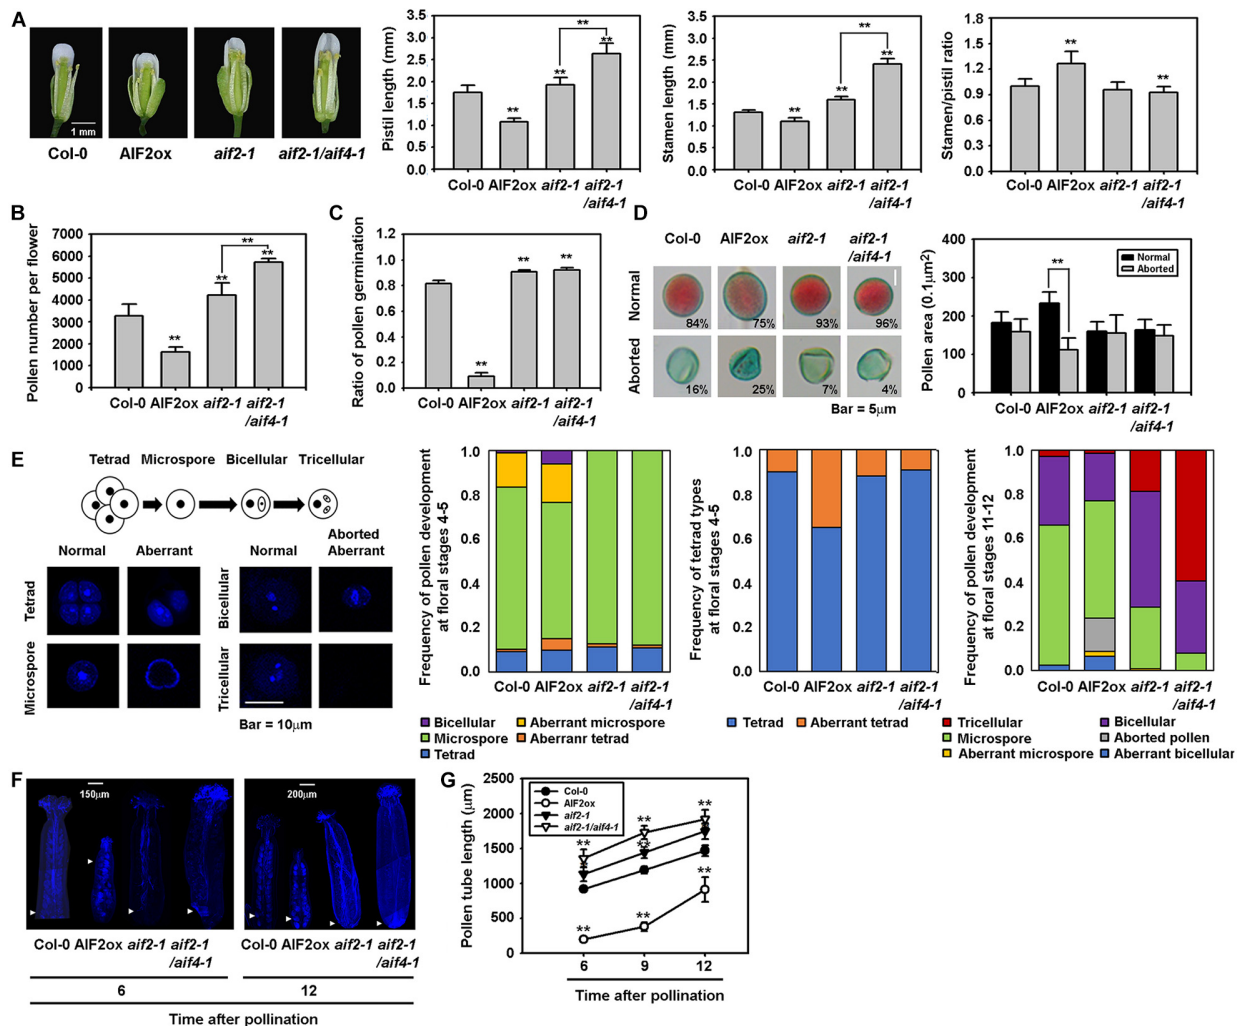 A
1 mm
Col-0 AIF2ox aif2-1 aif2-1/aif4-1
Pistil length (mm)
3.5
3.0
2.5
2.0
1.5
1.0
0.5
0.0
**
**
**
**
Col-0 AIF2ox aif2-1 aif2-1
/aif4-1
Stamen length (mm)
3.5
3.0
2.5
2.0
1.5
1.0
0.5
0.0
**
**
**
**
Col-0 AIF2ox aif2-1 aif2-1
/aif4-1
Stamen/pistil ratio
1.8
1.5
1.2
0.9
0.6
0.3
0.0
**
**
Col-0 AIF2ox aif2-1 aif2-1
/aif4-1
B
Pollen number per flower
7000
6000
5000
4000
3000
2000
1000
0
**
**
**
**
Col-0 AIF2ox aif2-1 aif2-1
/aif4-1
C
Ratio of pollen germination
1.2
1.0
0.8
0.6
0.4
0.2
0.0
**
**
**
Col-0 AIF2ox aif2-1 aif2-1
/aif4-1
D
Col-0 AIF2ox aif2-1 aif2-1
/aif4-1
Normal
84% 75% 93% 96%
Aborted
16% 25% 7% 4%
Bar = 5μm
Pollen area (0.1μm²)
400
300
200
100
0
Normal
Aborted
**
Col-0 AIF2ox aif2-1 aif2-1
/aif4-1
E
Tetrad Microspore Bicellular Tricellular
Normal Aberrant Normal Aborted
Aberrant
Tetrad
Bicellular
Microspore
Tricellular
Bar = 10μm
Frequency of pollen development
at floral stages 4-5
1.0
0.8
0.6
0.4
0.2
0.0
Col-0 AIF2ox aif2-1 aif2-1
/aif4-1
Bicellular Aberrant microspore
Microspore Aberranr tetrad
Tetrad
Frequency of tetrad types
at floral stages 4-5
1.0
0.8
0.6
0.4
0.2
0.0
Col-0 AIF2ox aif2-1 aif2-1
/aif4-1
Tetrad Aberrant tetrad
Frequency of pollen development
at floral stages 11-12
1.0
0.8
0.6
0.4
0.2
0.0
Col-0 AIF2ox aif2-1 aif2-1
/aif4-1
Tricellular Bicellular
Microspore Aborted pollen
Aberrant microspore Aberrant bicellular
F
150μm
200μm
Col-0 AIF2ox aif2-1 aif2-1
/aif4-1
Col-0 AIF2ox aif2-1 aif2-1
/aif4-1
6 12
Time after pollination
G
Pollen tube length (μm)
2500
2000
1500
1000
500
0
Col-0
AIF2ox
aif2-1
aif2-1/aif4-1
** ** **
**
** ** **
6 9 12
Time after pollination